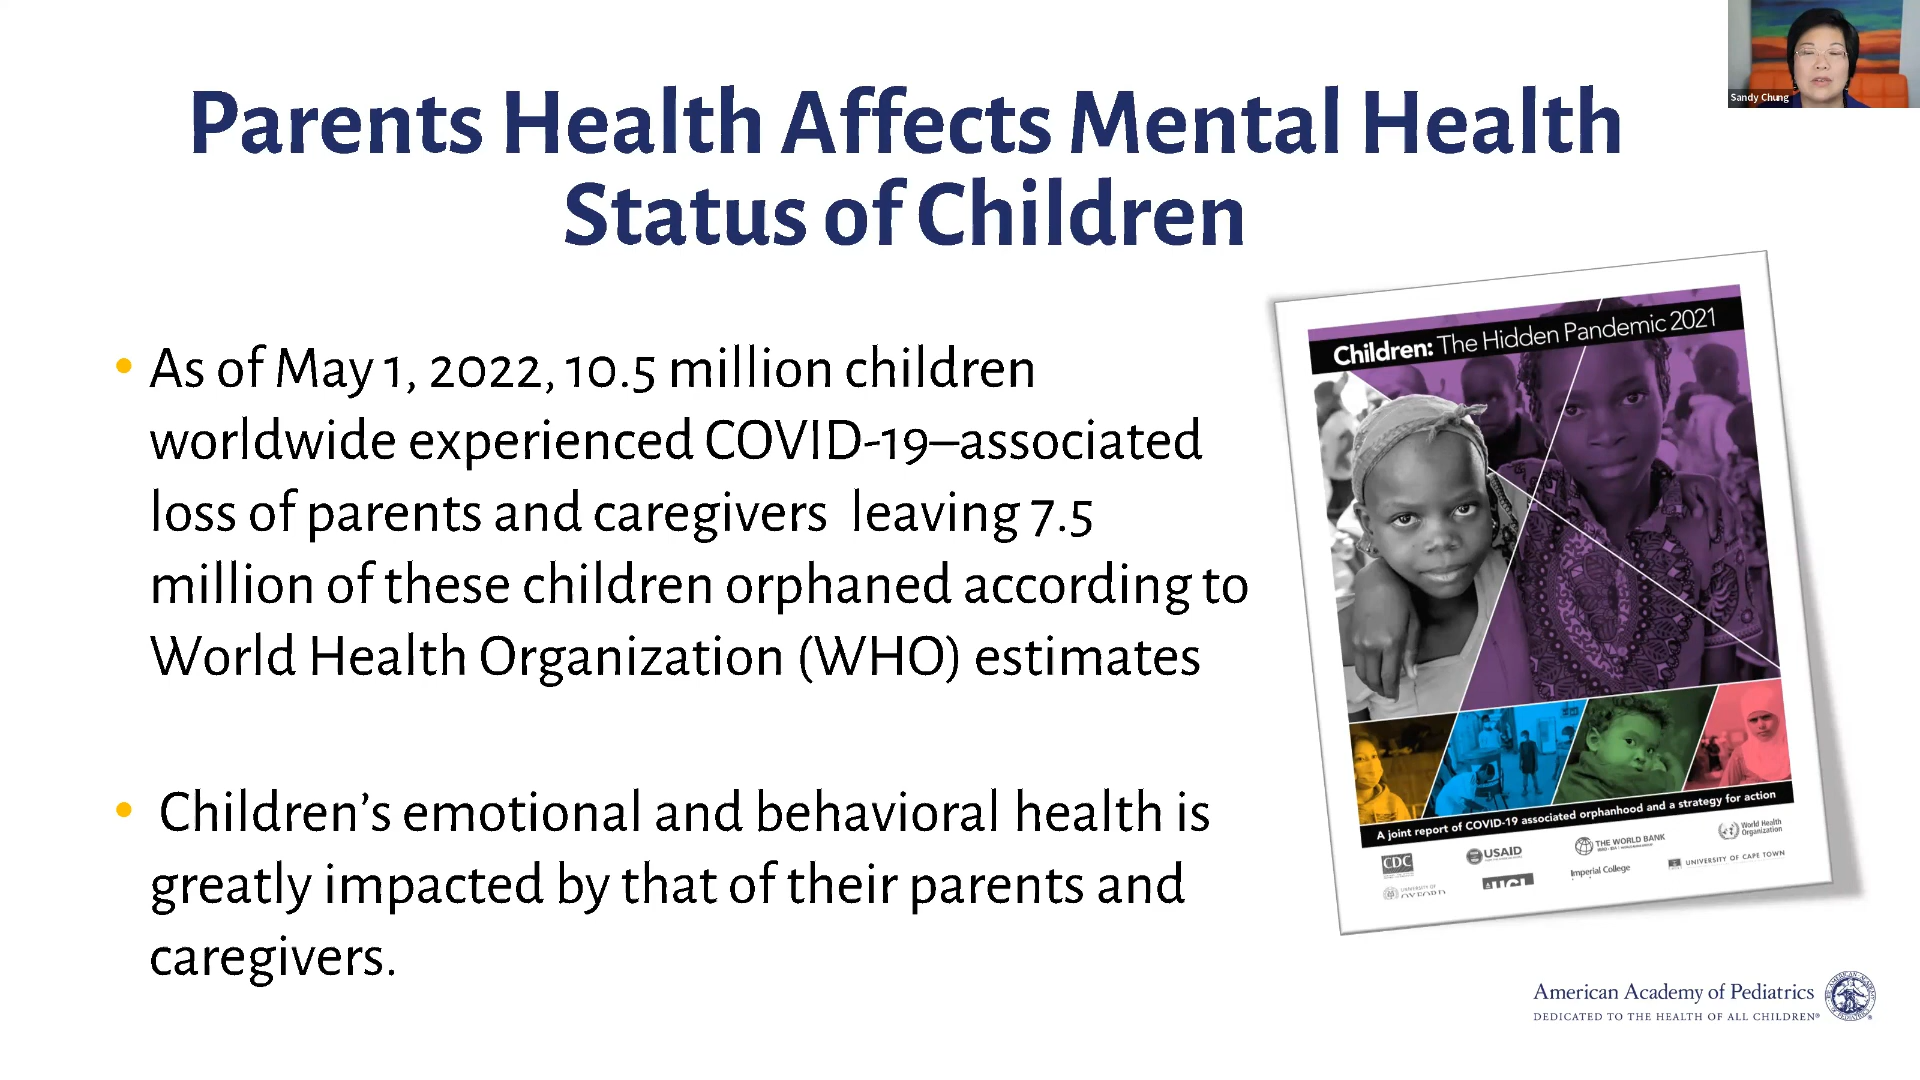 Sandy Chung
Parents Health Affects Mental Health
Status of Children
• As of May 1, 2022, 10.5 million children
worldwide experienced COVID-19–associated
loss of parents and caregivers  leaving 7.5
million of these children orphaned according to
World Health Organization (WHO) estimates
• Children's emotional and behavioral health is
greatly impacted by that of their parents and
caregivers.
Children: The Hidden Pandemic 2021
A joint report of COVID-19 associated orphanhood and a strategy for action
CDC
USAID
THE WORLD BANK
World Health
Organization
UNIVERSITY OF
OXFORD
UCL
Imperial College
UNIVERSITY OF CAPE TOWN
American Academy of Pediatrics
DEDICATED TO THE HEALTH OF ALL CHILDREN®